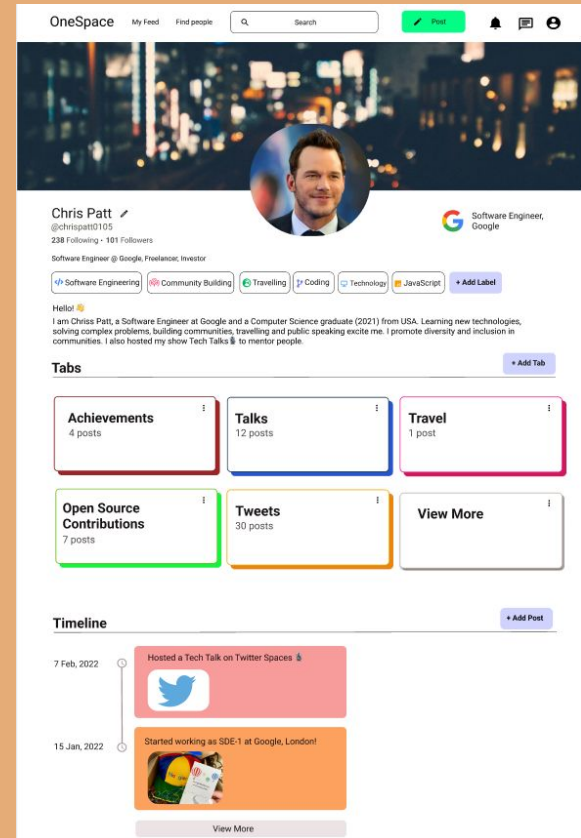 OneSpace My Feed Find people Search Post
Chris Patt
@chrispatt0105
238 Following • 101 Followers
Software Engineer, Google
Software Engineer @ Google, Freelancer, Investor
</> Software Engineering Community Building Travelling Coding Technology JavaScript + Add Label
Hello! 👋
I am Chriss Patt, a Software Engineer at Google and a Computer Science graduate (2021) from USA. Learning new technologies,
solving complex problems, building communities, travelling and public speaking excite me. I promote diversity and inclusion in
communities. I also hosted my show Tech Talks🎙 to mentor people.
Tabs + Add Tab
Achievements
4 posts
Talks
12 posts
Travel
1 post
Open Source
Contributions
7 posts
Tweets
30 posts
View More
Timeline + Add Post
7 Feb, 2022
Hosted a Tech Talk on Twitter Spaces 🎙
15 Jan, 2022
Started working as SDE-1 at Google, London!
View More